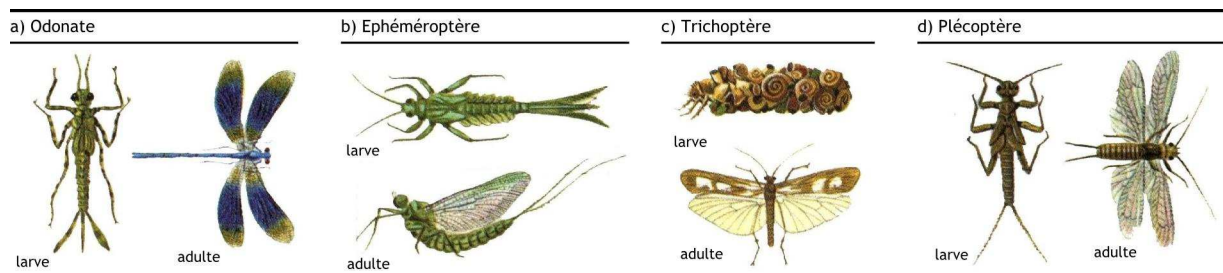 a) Odonate
larve
adulte
b) Ephéméroptère
larve
adulte
c) Trichoptère
larve
adulte
d) Plécoptère
larve
adulte